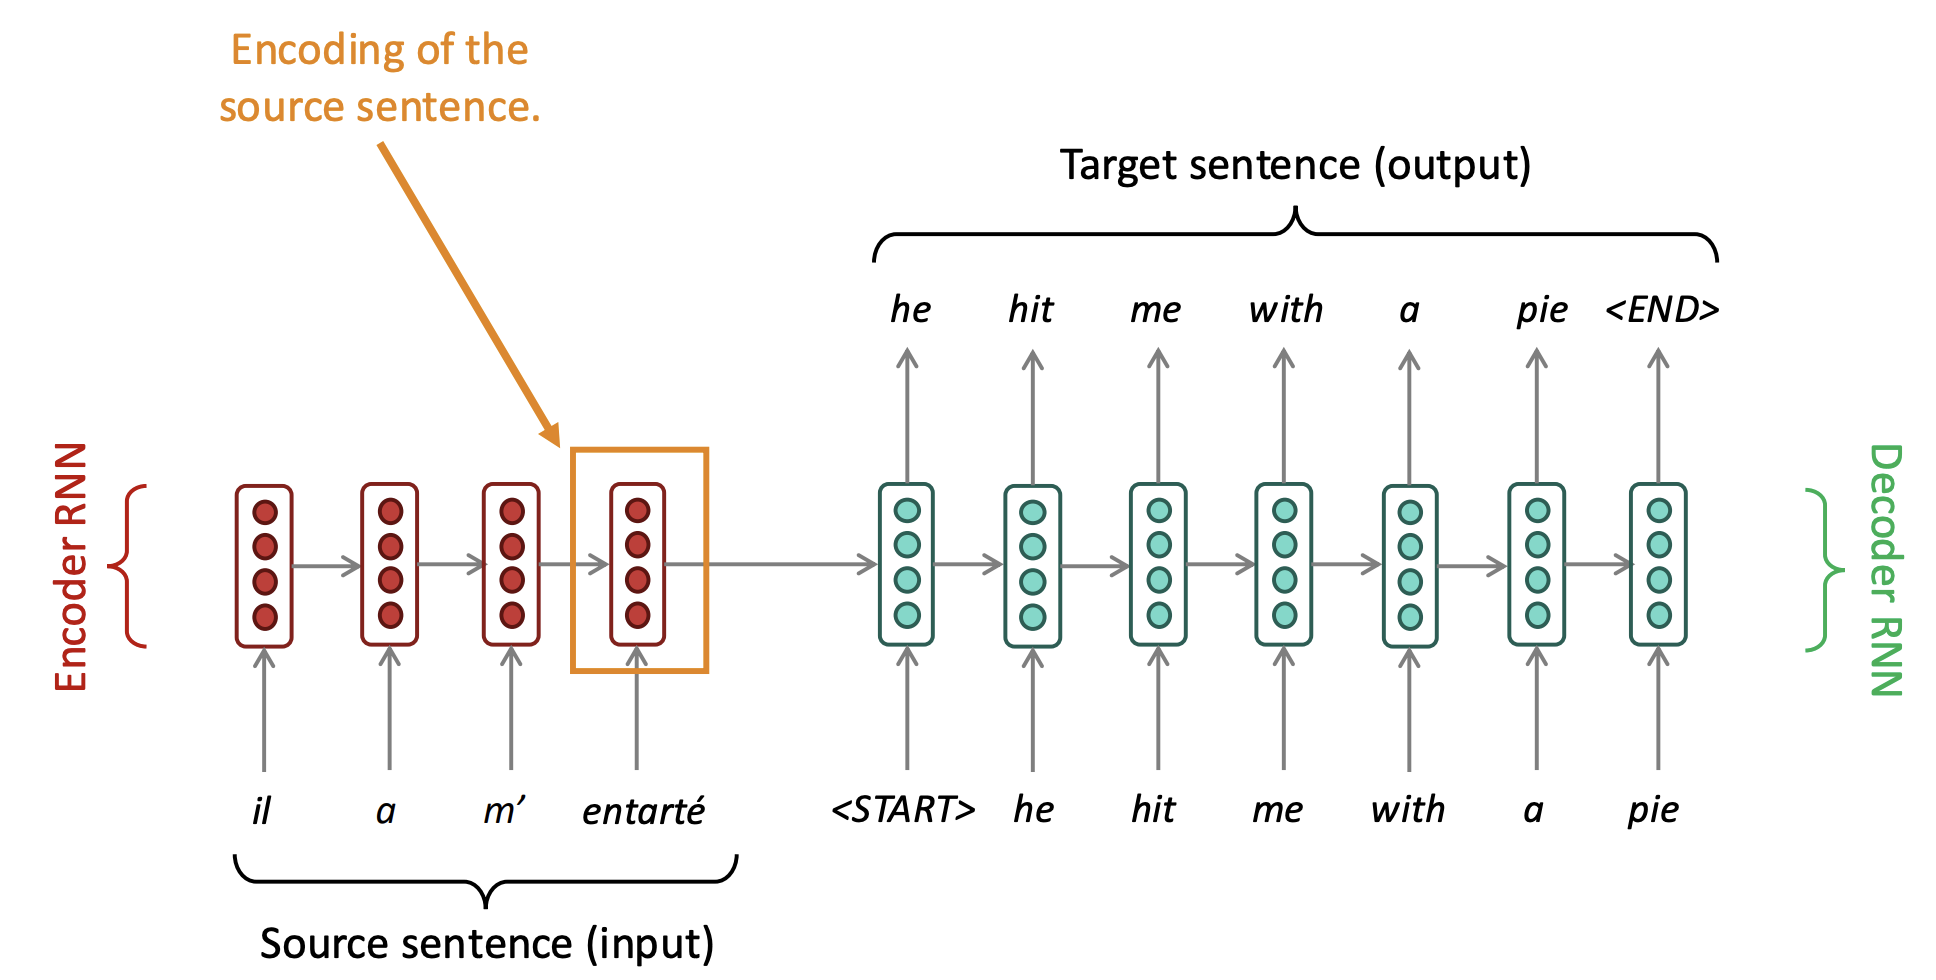 Encoding of the
source sentence.
Target sentence (output)
he hit me with a pie <END>
Encoder RNN
Decoder RNN
il a m’ entarté
<START> he hit me with a pie
Source sentence (input)